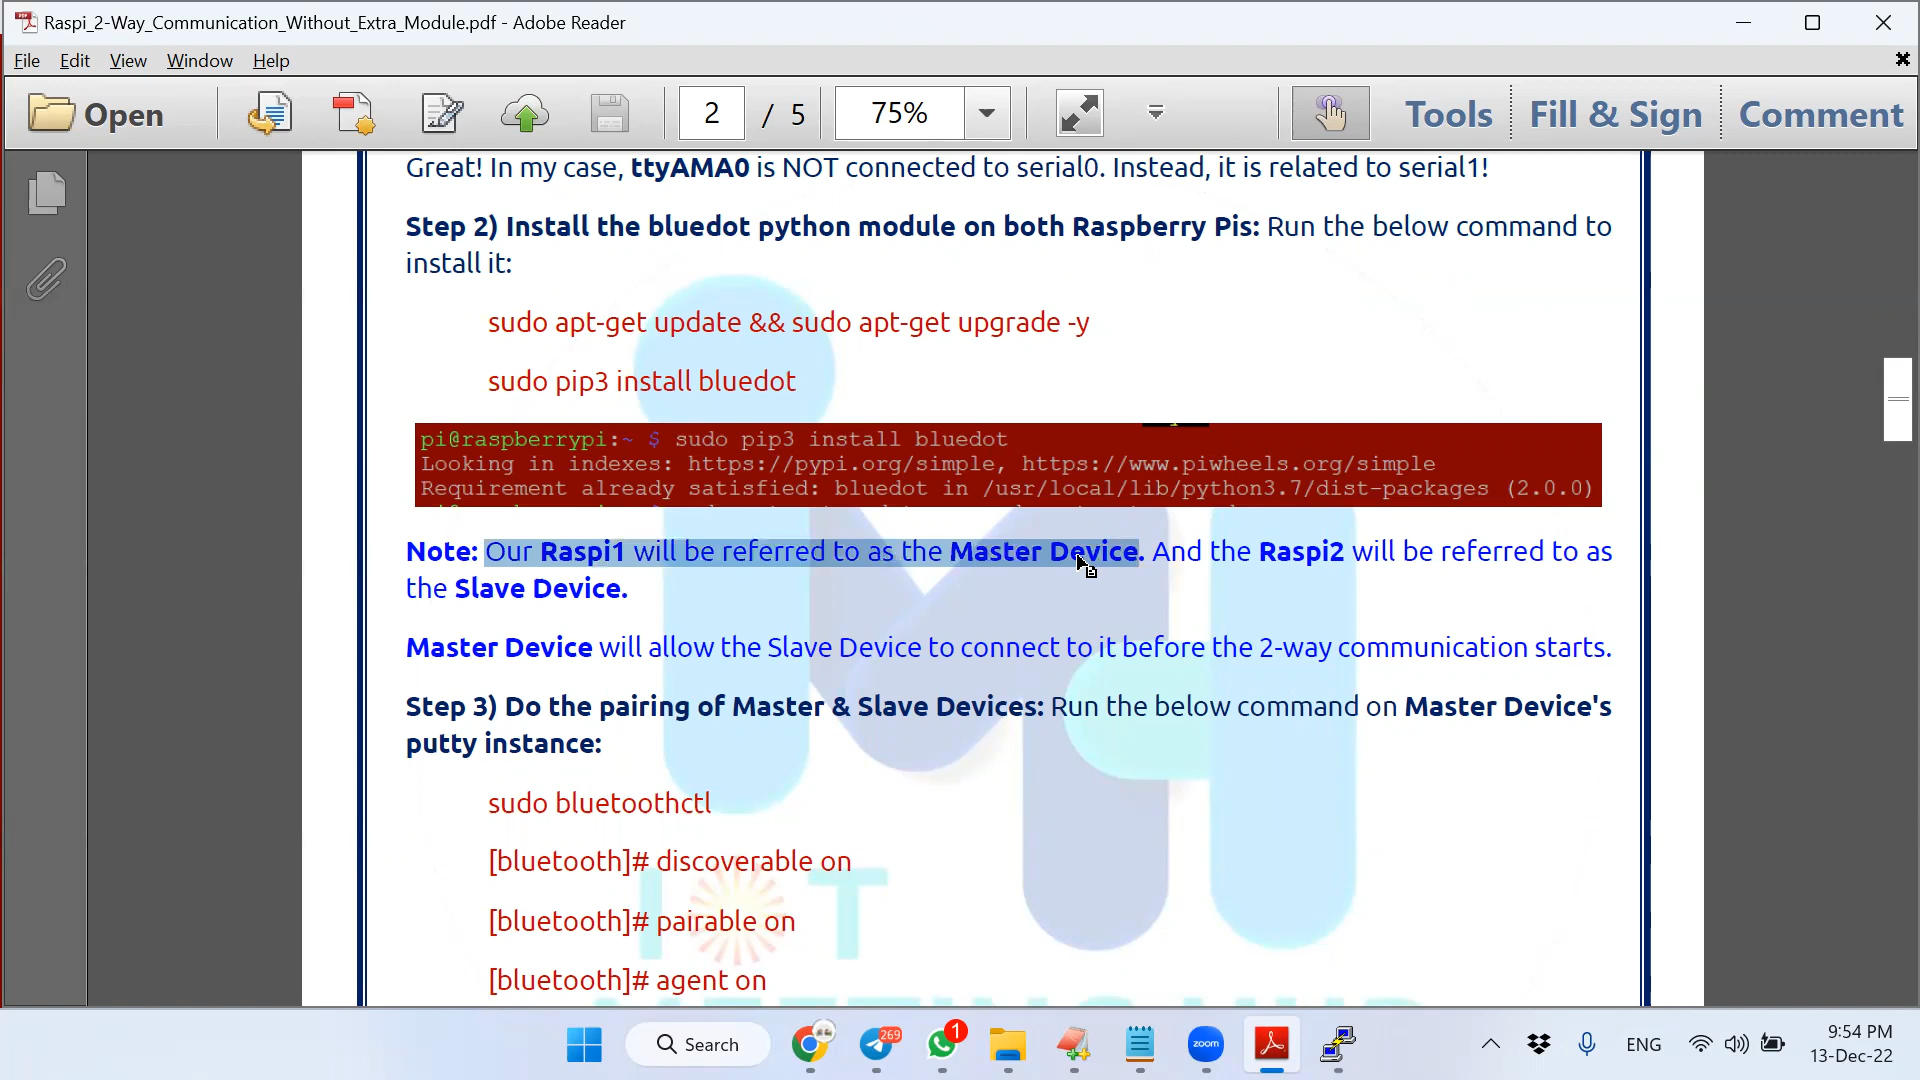 Raspi_2-Way_Communication_Without_Extra_Module.pdf - Adobe Reader
File Edit View Window Help
Open 2 / 5 75% Tools Fill & Sign Comment
Great! In my case, ttyAMA0 is NOT connected to serial0. Instead, it is related to serial1!
Step 2) Install the bluedot python module on both Raspberry Pis: Run the below command to
install it:
sudo apt-get update && sudo apt-get upgrade -y
sudo pip3 install bluedot
pi@raspberrypi:~ $ sudo pip3 install bluedot
Looking in indexes: https://pypi.org/simple, https://www.piwheels.org/simple
Requirement already satisfied: bluedot in /usr/local/lib/python3.7/dist-packages (2.0.0)
Note: Our Raspi1 will be referred to as the Master Device. And the Raspi2 will be referred to as
the Slave Device.
Master Device will allow the Slave Device to connect to it before the 2-way communication starts.
Step 3) Do the pairing of Master & Slave Devices: Run the below command on Master Device's
putty instance:
sudo bluetoothctl
[bluetooth]# discoverable on
[bluetooth]# pairable on
[bluetooth]# agent on
Search 269 1 zoom ENG 9:54 PM
13-Dec-22